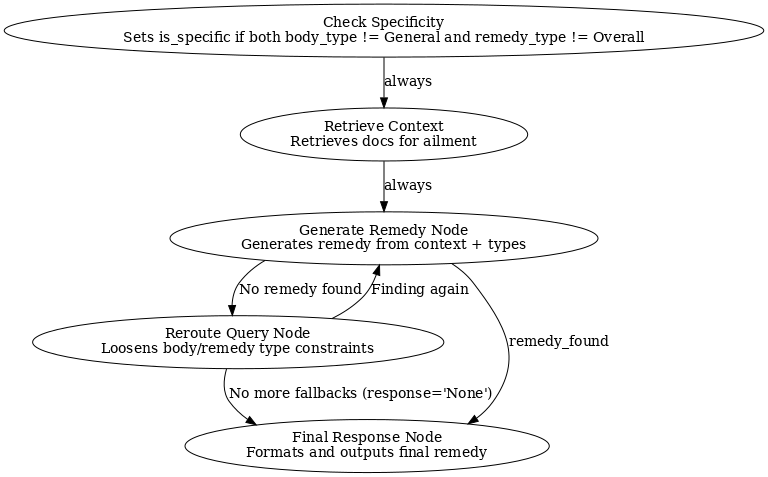 Check Specificity
Sets is_specific if both body_type != General and remedy_type != Overall
always
Retrieve Context
Retrieves docs for ailment
always
Generate Remedy Node
Generates remedy from context + types
No remedy found
Finding again
Reroute Query Node
Loosens body/remedy type constraints
remedy_found
No more fallbacks (response='None')
Final Response Node
Formats and outputs final remedy